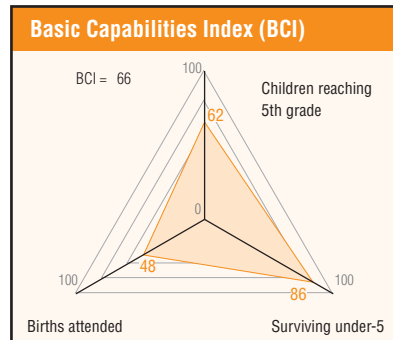 Basic Capabilities Index (BCI)
BCI = 66
100
Children reaching
5th grade
62
0
48
100
86
100
Births attended
Surviving under-5